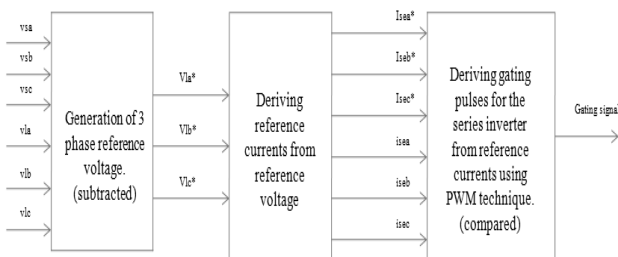 vsa
vsb
vsc
vla
vlb
vlc
Generation of 3
phase reference
voltage.
(subtracted)
Vla*
Vlb*
Vlc*
Deriving
reference
currents from
reference
voltage
Isea*
Iseb*
Isec*
isea
iseb
isec
Deriving gating
pulses for the
series inverter
from reference
currents using
PWM technique.
(compared)
Gating signal